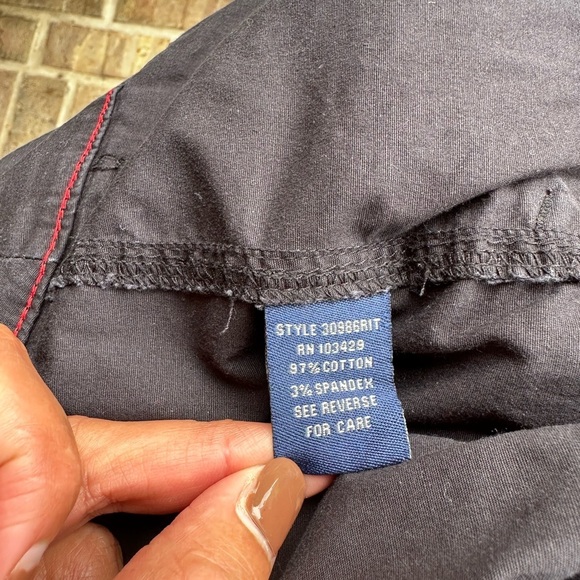 STYLE 30986RIT
RN 103429
97% COTTON
3% SPANDEX
SEE REVERSE
FOR CARE